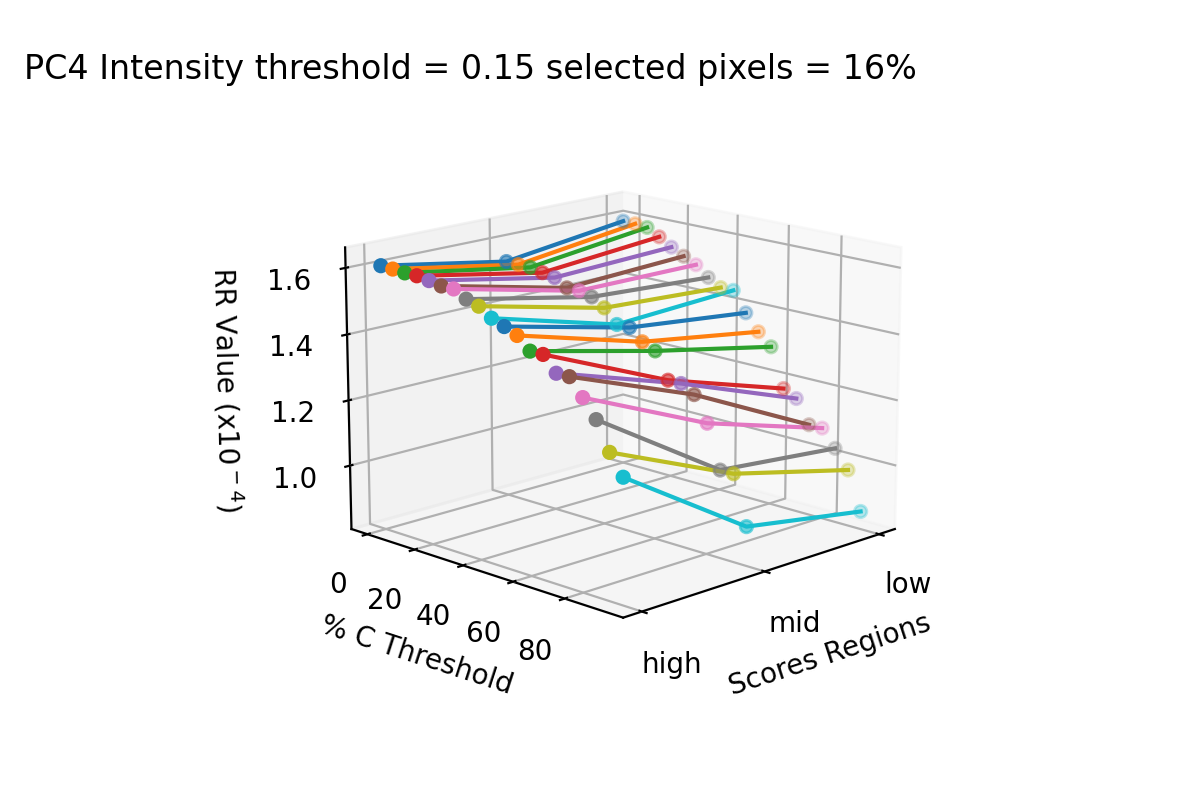 PC4 Intensity threshold = 0.15 selected pixels = 16%
RR Value (x10⁻⁴)
1.6
1.4
1.2
1.0
0
20
40
60
80
% C Threshold
high
mid
low
Scores Regions